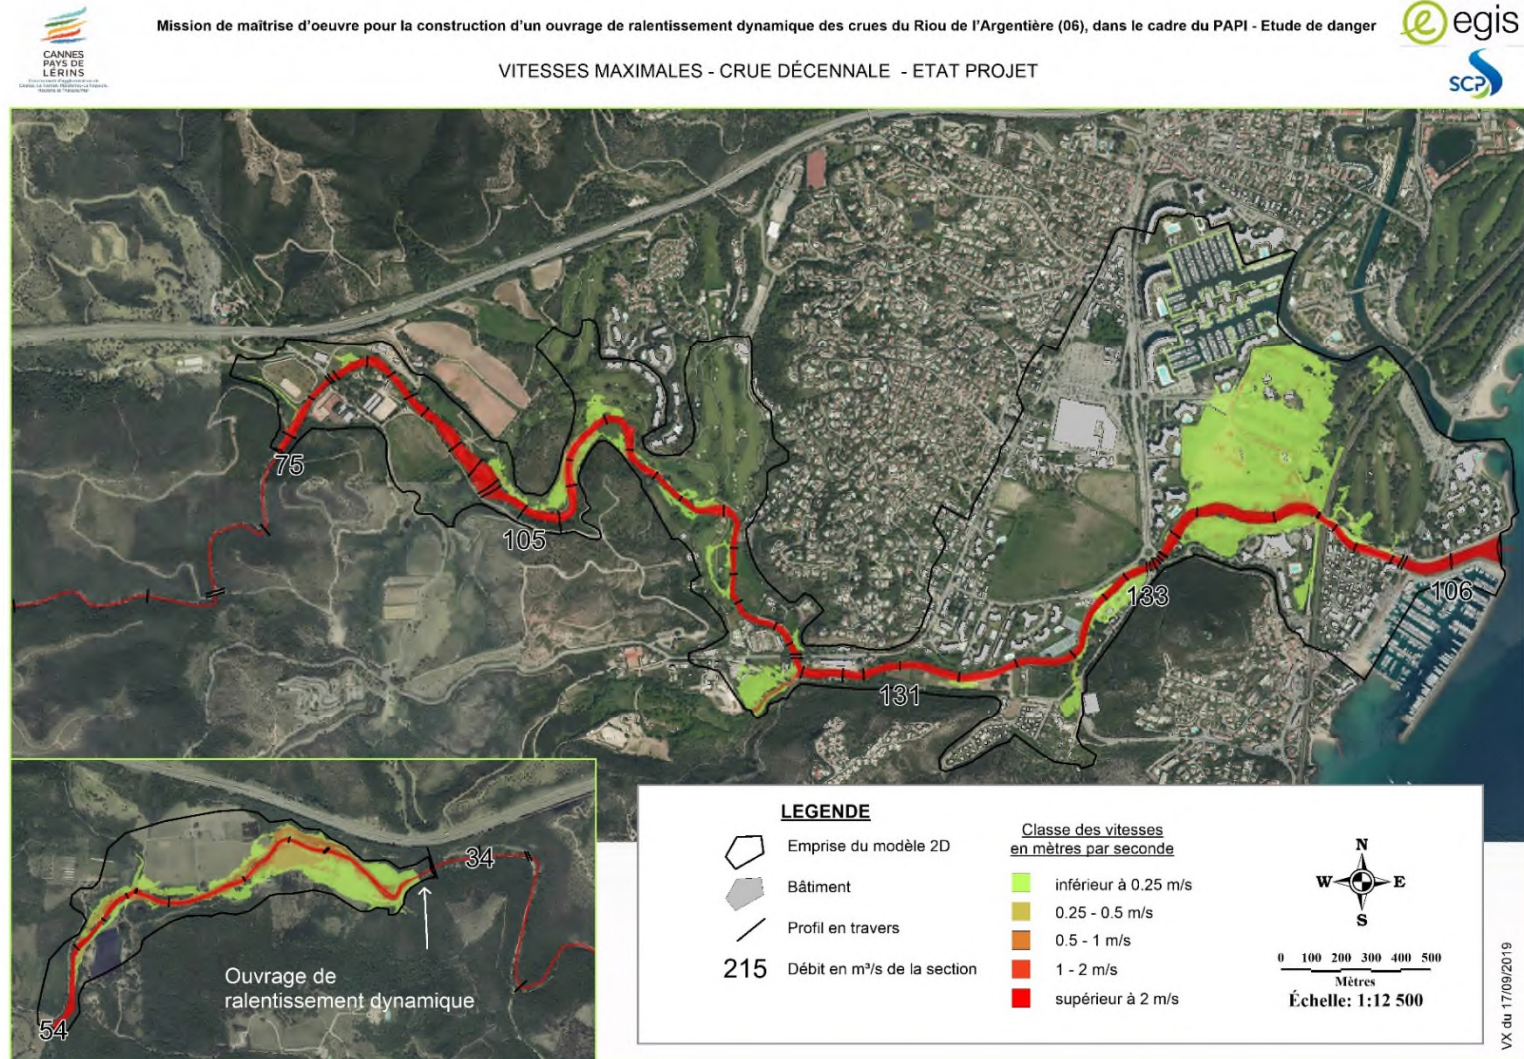 Mission de maîtrise d'oeuvre pour la construction d'un ouvrage de ralentissement dynamique des crues du Riou de l'Argentière (06), dans le cadre du PAPI - Etude de danger
VITESSES MAXIMALES - CRUE DÉCENNALE - ETAT PROJET
CANNES
PAYS DE
LÉRINS
egis
SCP
75
105
131
133
106
34
54
Ouvrage de
ralentissement dynamique
LEGENDE
Emprise du modèle 2D
Bâtiment
Profil en travers
215 Débit en m³/s de la section
Classe des vitesses
en mètres par seconde
inférieur à 0.25 m/s
0.25 - 0.5 m/s
0.5 - 1 m/s
1 - 2 m/s
supérieur à 2 m/s
N
W E
S
0 100 200 300 400 500
Mètres
Échelle: 1:12 500
VX du 17/09/2019